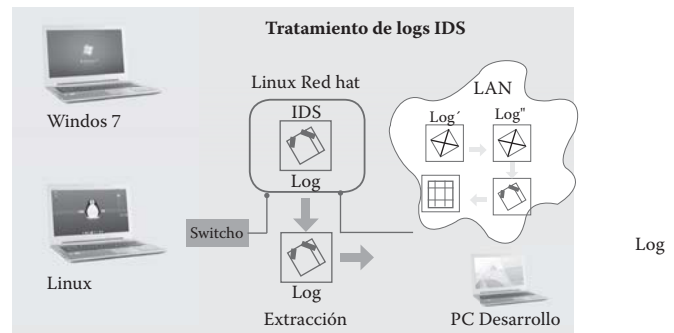 Tratamiento de logs IDS
Linux Red hat
LAN
IDS
Log´
Log"
Windos 7
Log
Switcho
Log
Linux
Log
Extracción
PC Desarrollo